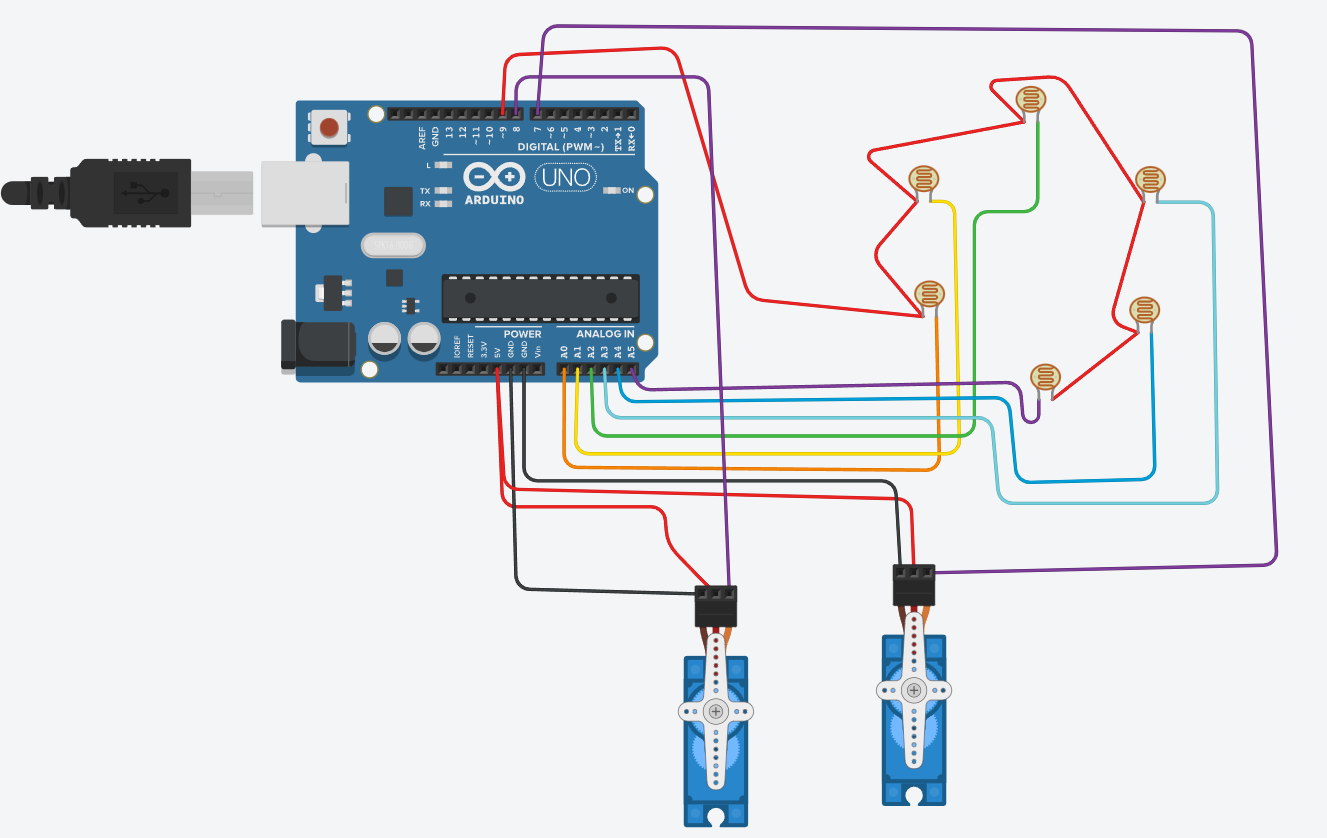 AREF
GND
13
12
~11
~10
~9
8
7
~6
~5
4
~3
2
TX→1
RX←0
DIGITAL (PWM~)
L
TX
RX
UNO
ON
ARDUINO
POWER
ANALOG IN
IOREF
RESET
3.3V
5V
GND
GND
Vin
A0
A1
A2
A3
A4
A5